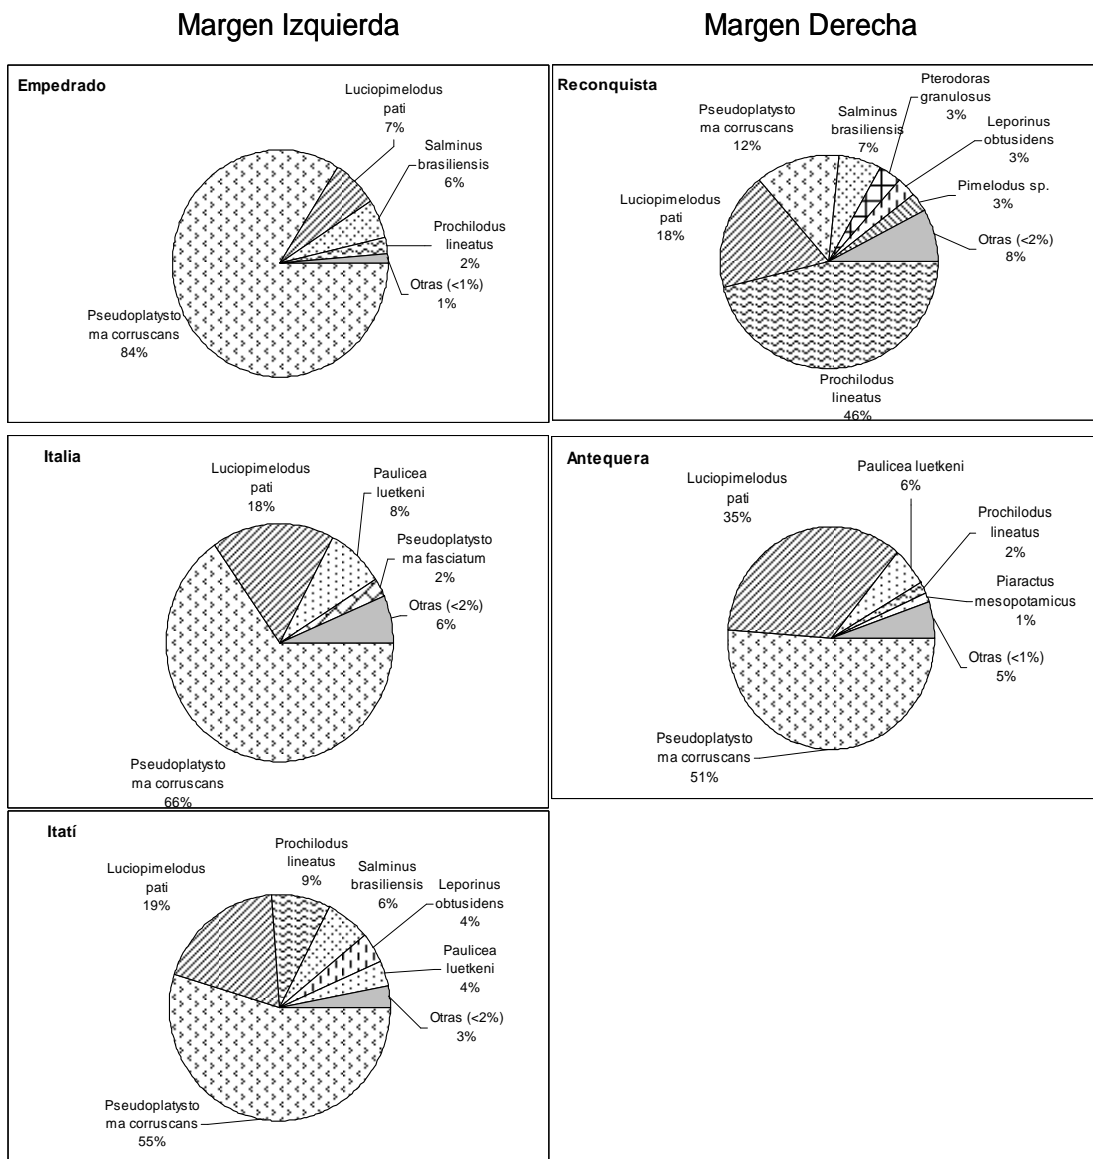 Margen Izquierda
Margen Derecha
Empedrado
Luciopimelodus
pati
7%
Salminus
brasiliensis
6%
Prochilodus
lineatus
2%
Otras (<1%)
1%
Pseudoplatysto
ma corruscans
84%
Reconquista
Pterodoras
granulosus
3%
Pseudoplatysto
ma corruscans
12%
Salminus
brasiliensis
7%
Leporinus
obtusidens
3%
Pimelodus sp.
3%
Luciopimelodus
pati
18%
Otras (<2%)
8%
Prochilodus
lineatus
46%
Italia
Luciopimelodus
pati
18%
Paulicea
luetkeni
8%
Pseudoplatysto
ma fasciatum
2%
Otras (<2%)
6%
Pseudoplatysto
ma corruscans
66%
Antequera
Luciopimelodus
pati
35%
Paulicea luetkeni
6%
Prochilodus
lineatus
2%
Piaractus
mesopotamicus
1%
Otras (<1%)
5%
Pseudoplatysto
ma corruscans
51%
Itatí
Luciopimelodus
pati
19%
Prochilodus
lineatus
9%
Salminus
brasiliensis
6%
Leporinus
obtusidens
4%
Paulicea
luetkeni
4%
Otras (<2%)
3%
Pseudoplatysto
ma corruscans
55%